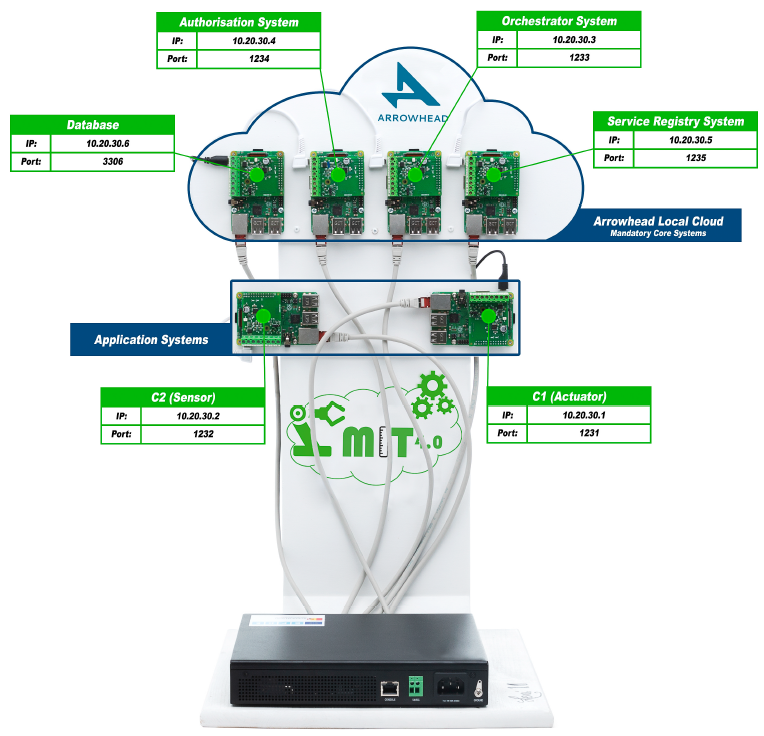 Authorisation System
IP: 10.20.30.4
Port: 1234
Orchestrator System
IP: 10.20.30.3
Port: 1233
ARROWHEAD
Database
IP: 10.20.30.6
Port: 3306
Service Registry System
IP: 10.20.30.5
Port: 1235
Arrowhead Local Cloud
Mandatory Core Systems
Application Systems
C2 (Sensor)
IP: 10.20.30.2
Port: 1232
C1 (Actuator)
IP: 10.20.30.1
Port: 1231
MIT 4.0
CONSOLE